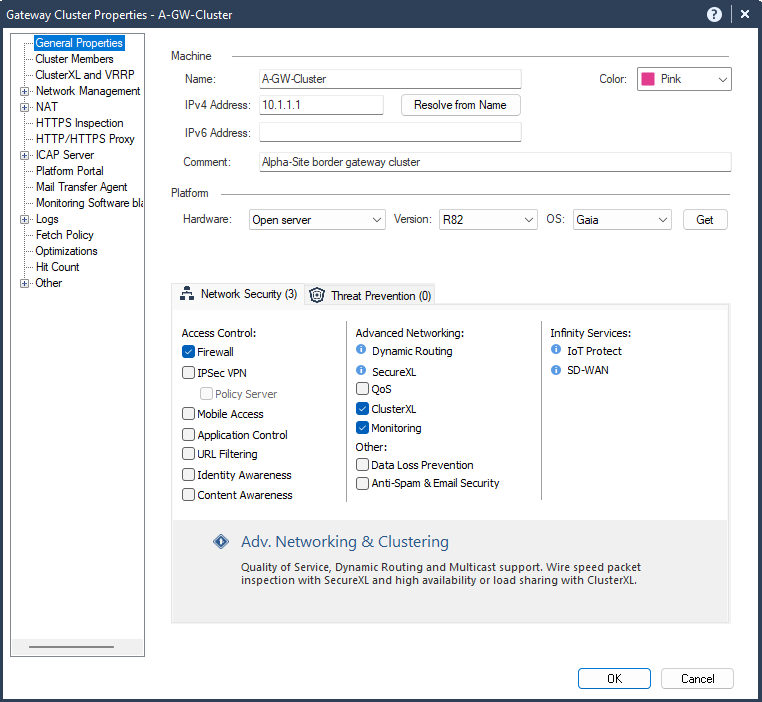 Gateway Cluster Properties - A-GW-Cluster
General Properties
Cluster Members
ClusterXL and VRRP
Network Management
NAT
HTTPS Inspection
HTTP/HTTPS Proxy
ICAP Server
Platform Portal
Mail Transfer Agent
Monitoring Software bla
Logs
Fetch Policy
Optimizations
Hit Count
Other
Machine
Name: A-GW-Cluster Color: Pink
IPv4 Address: 10.1.1.1 Resolve from Name
IPv6 Address:
Comment: Alpha-Site border gateway cluster
Platform
Hardware: Open server Version: R82 OS: Gaia Get
Network Security (3) Threat Prevention (0)
Access Control:
Firewall
IPSec VPN
Policy Server
Mobile Access
Application Control
URL Filtering
Identity Awareness
Content Awareness
Advanced Networking:
Dynamic Routing
SecureXL
QoS
ClusterXL
Monitoring
Other:
Data Loss Prevention
Anti-Spam & Email Security
Infinity Services:
IoT Protect
SD-WAN
Adv. Networking & Clustering
Quality of Service, Dynamic Routing and Multicast support. Wire speed packet
inspection with SecureXL and high availability or load sharing with ClusterXL.
OK Cancel